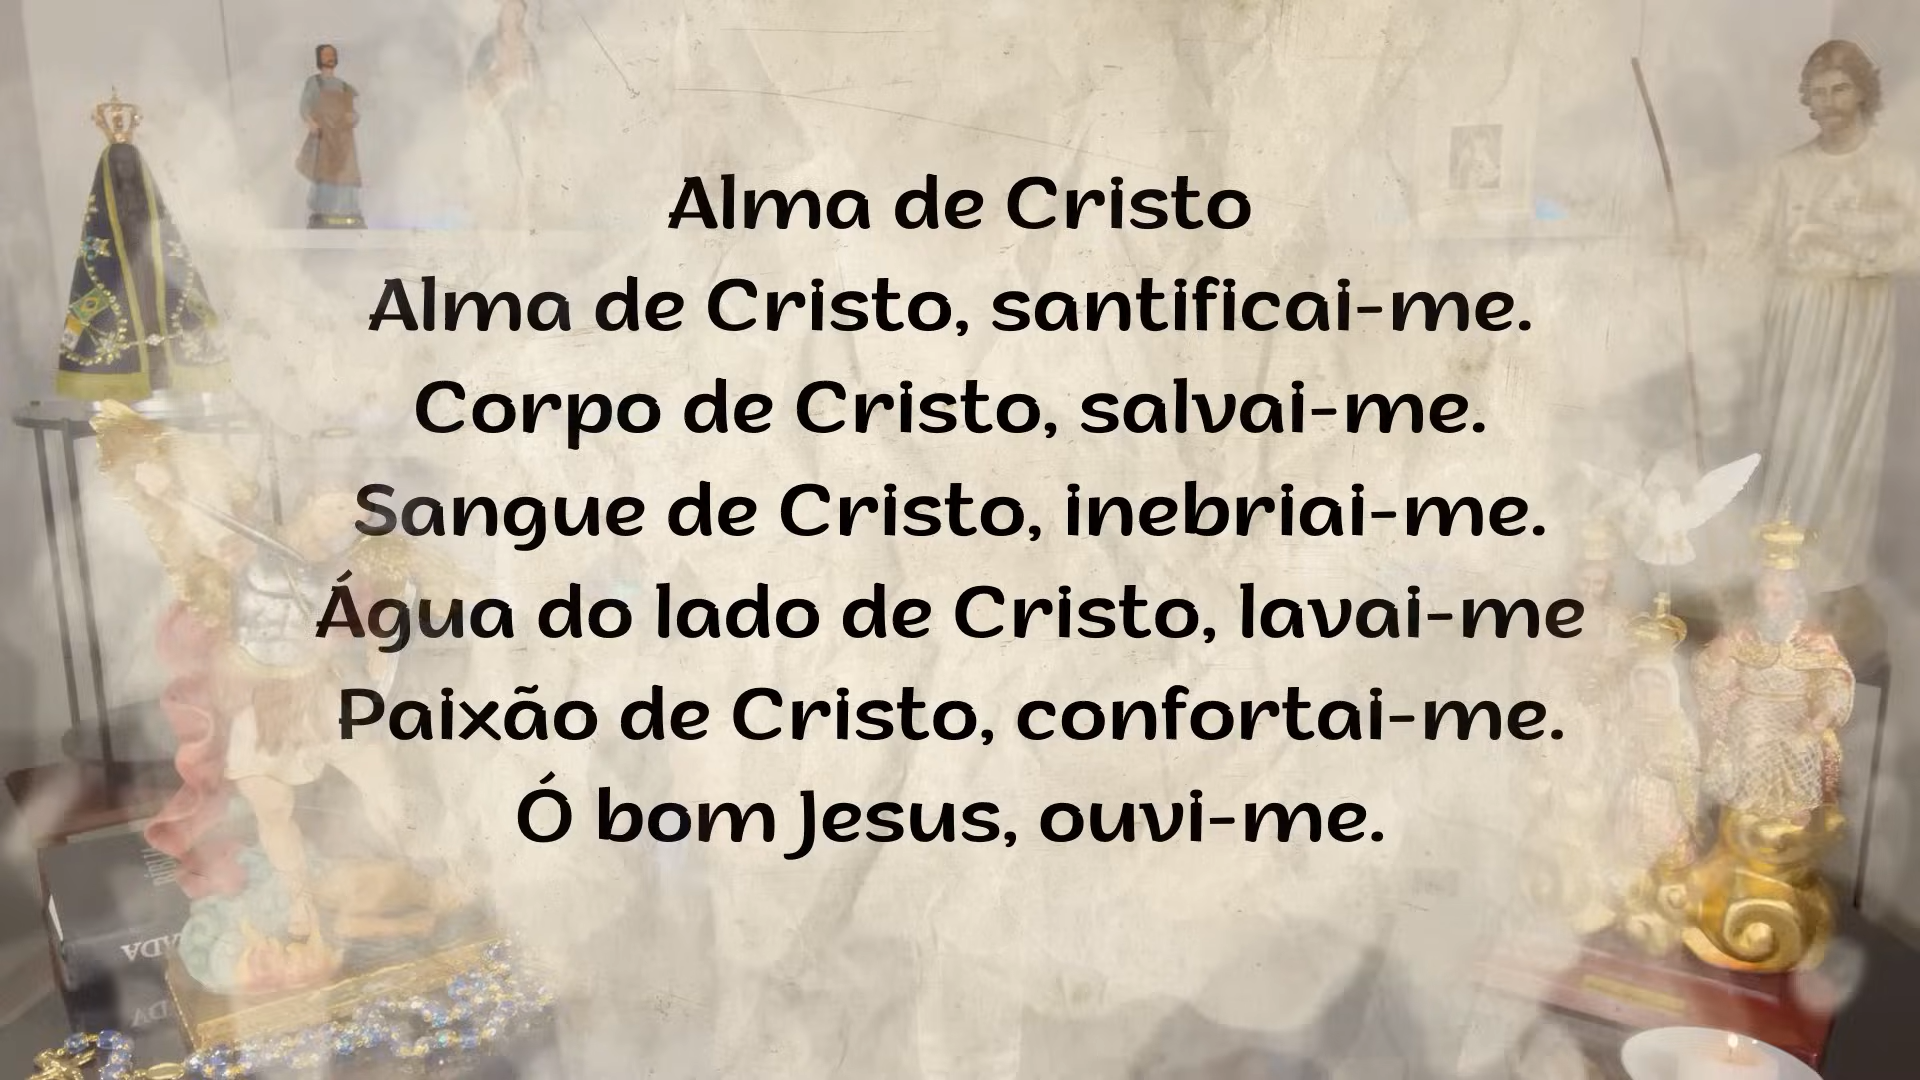 Alma de Cristo
Alma de Cristo, santificai-me.
Corpo de Cristo, salvai-me.
Sangue de Cristo, inebriai-me.
Água do lado de Cristo, lavai-me
Paixão de Cristo, confortai-me.
Ó bom Jesus, ouvi-me.